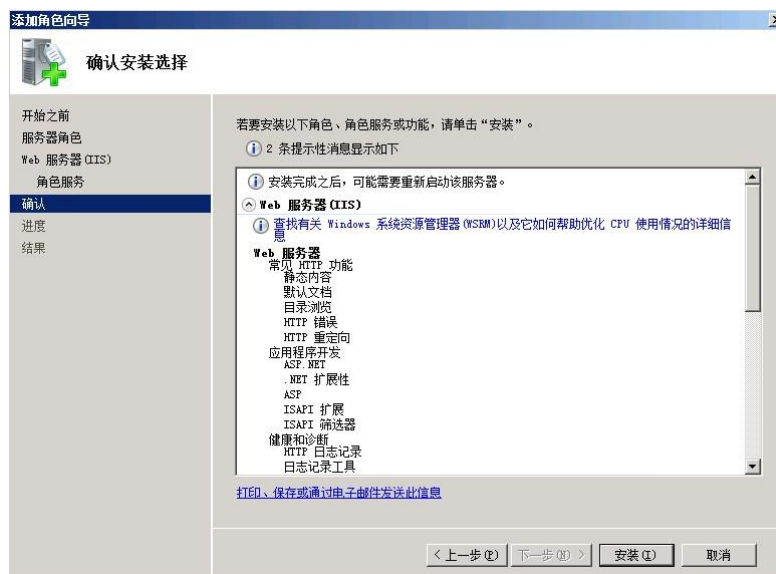 添加角色向导
确认安装选择
开始之前
服务器角色
Web 服务器(IIS)
角色服务
确认
进度
结果
若要安装以下角色、角色服务或功能，请单击“安装”。
2 条提示性消息显示如下
安装完成之后，可能需要重新启动该服务器。
Web 服务器(IIS)
查找有关 Windows 系统资源管理器(WSRM)以及它如何帮助优化 CPU 使用情况的详细信
息
Web 服务器
常见 HTTP 功能
静态内容
默认文档
目录浏览
HTTP 错误
HTTP 重定向
应用程序开发
ASP.NET
.NET 扩展性
ASP
ISAPI 扩展
ISAPI 筛选器
健康和诊断
HTTP 日志记录
日志记录工具
打印、保存或通过电子邮件发送此信息
< 上一步(P) 下一步(N) > 安装(I) 取消